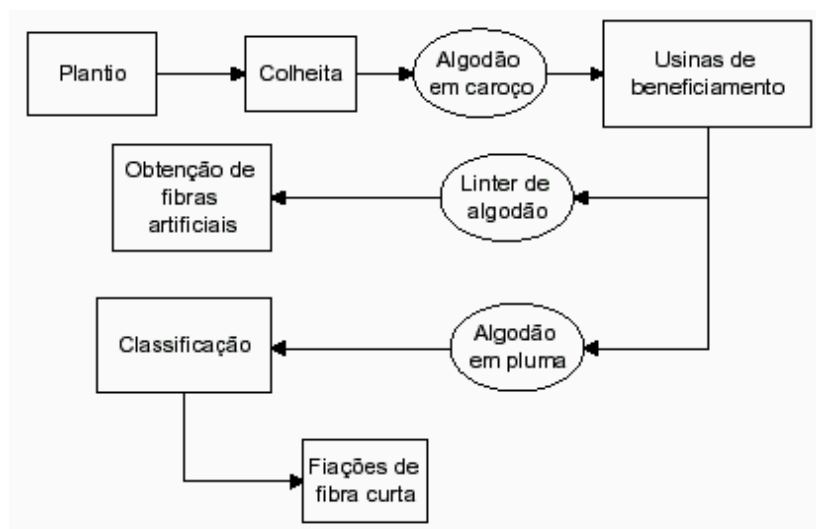 Plantio
Colheita
Algodão
em caroço
Usinas de
beneficiamento
Obtenção de
fibras
artificiais
Linter de
algodão
Classificação
Algodão
em pluma
Fiações de
fibra curta